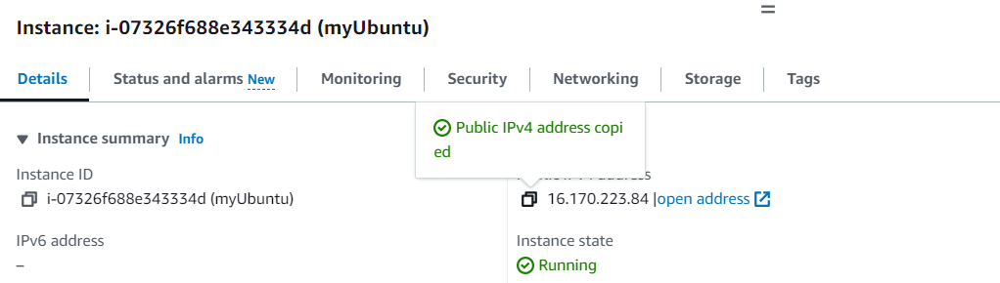 Instance: i-07326f688e343334d (myUbuntu)
Details Status and alarms New Monitoring Security Networking Storage Tags
Public IPv4 address copi
ed
Instance summary Info
Instance ID
i-07326f688e343334d (myUbuntu)
16.170.223.84 |open address
IPv6 address
–
Instance state
Running